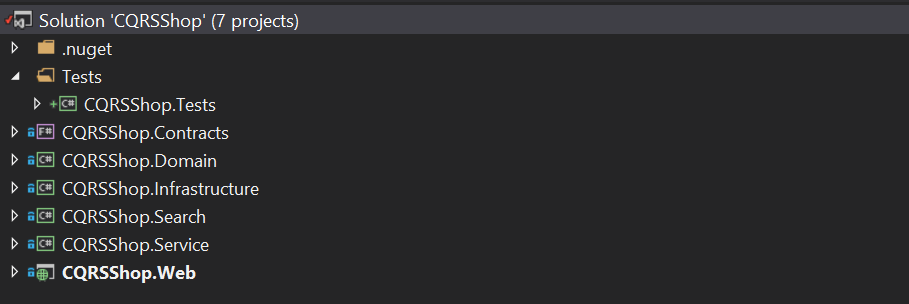 Solution 'CQRSShop' (7 projects)
.nuget
Tests
C# CQRSShop.Tests
F# CQRSShop.Contracts
C# CQRSShop.Domain
C# CQRSShop.Infrastructure
C# CQRSShop.Search
C# CQRSShop.Service
CQRSShop.Web